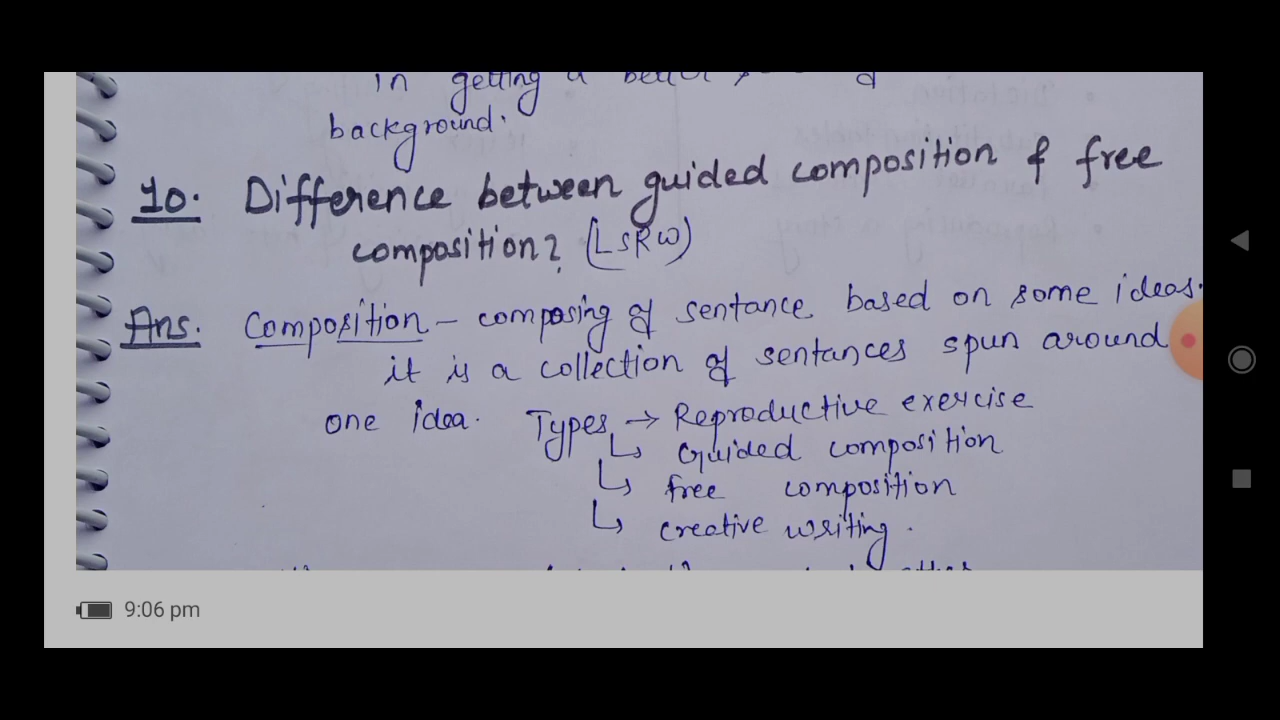 in getting a
background.
10. Difference between guided composition & free
composition? (LSRW)
Ans. Composition - composing of sentance based on some ideas.
it is a collection of sentances spun around
one idea. Types → Reproductive exercise
↳ Guided composition
↳ free composition
↳ creative writing.
9:06 pm